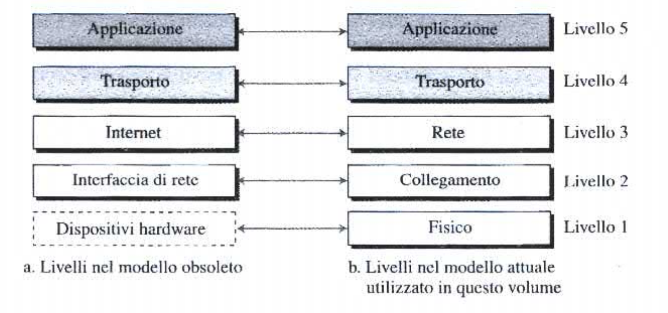 Applicazione Applicazione Livello 5
Trasporto Trasporto Livello 4
Internet Rete Livello 3
Interfaccia di rete Collegamento Livello 2
Dispositivi hardware Fisico Livello 1
a. Livelli nel modello obsoleto b. Livelli nel modello attuale
utilizzato in questo volume